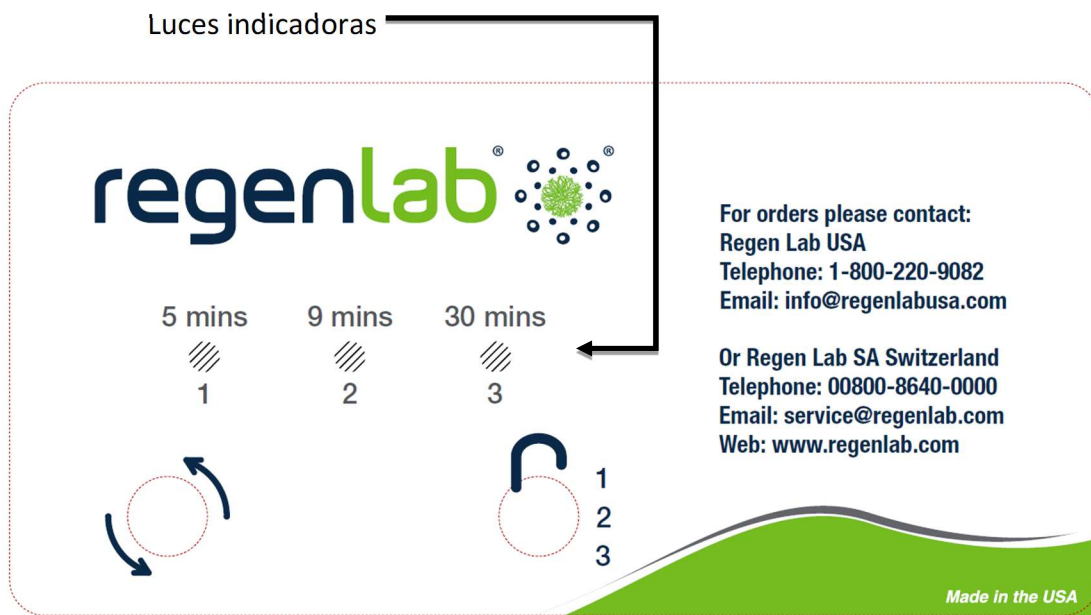 Luces indicadoras
regenlab® ®
5 mins 9 mins 30 mins
1 2 3
1
2
3
For orders please contact:
Regen Lab USA
Telephone: 1-800-220-9082
Email: info@regenlabusa.com
Or Regen Lab SA Switzerland
Telephone: 00800-8640-0000
Email: service@regenlab.com
Web: www.regenlab.com
Made in the USA